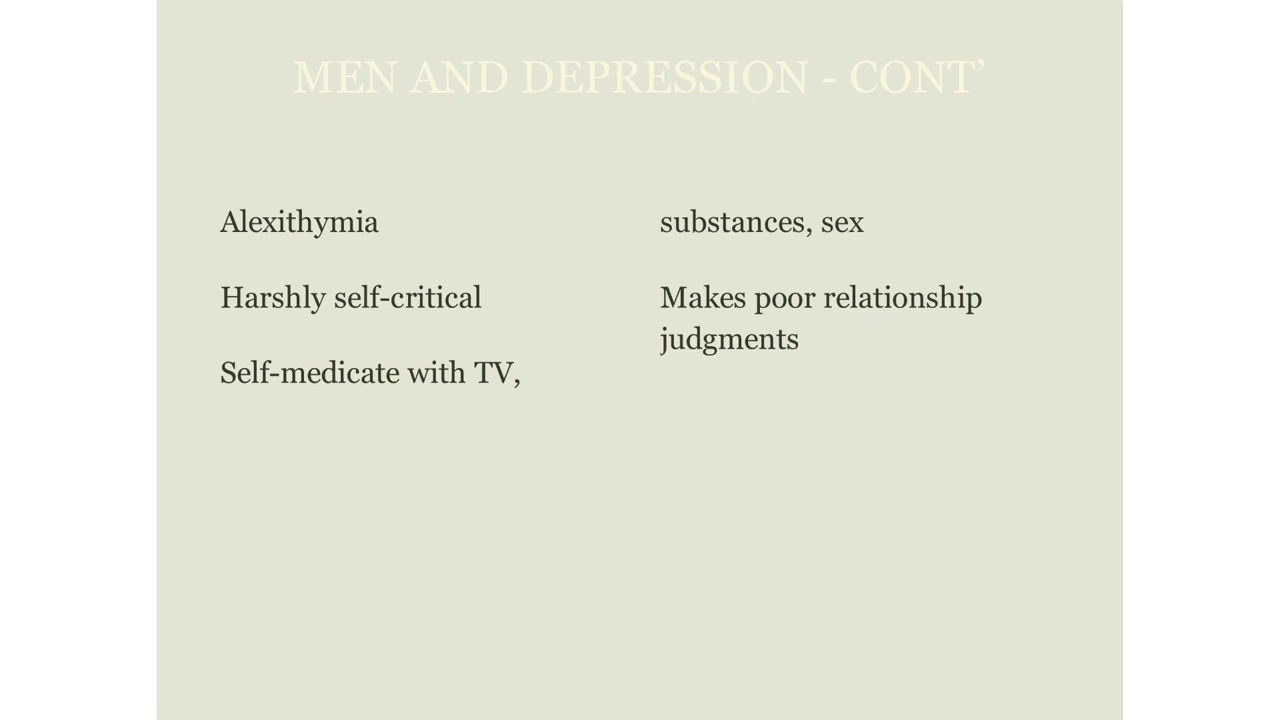 MEN AND DEPRESSION - CONT’
Alexithymia
Harshly self-critical
Self-medicate with TV,
substances, sex
Makes poor relationship
judgments